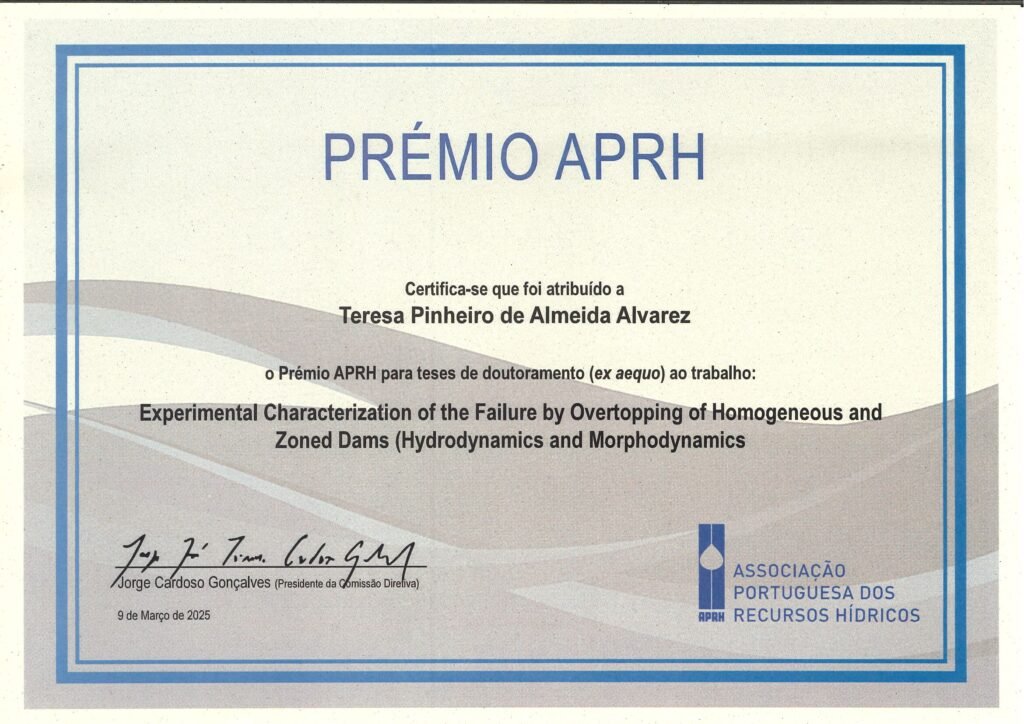 PRÉMIO APRH
Certifica-se que foi atribuído a
Teresa Pinheiro de Almeida Alvarez
o Prémio APRH para teses de doutoramento (ex aequo) ao trabalho:
Experimental Characterization of the Failure by Overtopping of Homogeneous and
Zoned Dams (Hydrodynamics and Morphodynamics
Jorge Cardoso Gonçalves (Presidente da Comissão Diretiva)
9 de Março de 2025
APRH
ASSOCIAÇÃO
PORTUGUESA DOS
RECURSOS HÍDRICOS